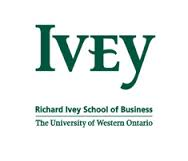 IVEY
Richard Ivey School of Business
The University of Western Ontario